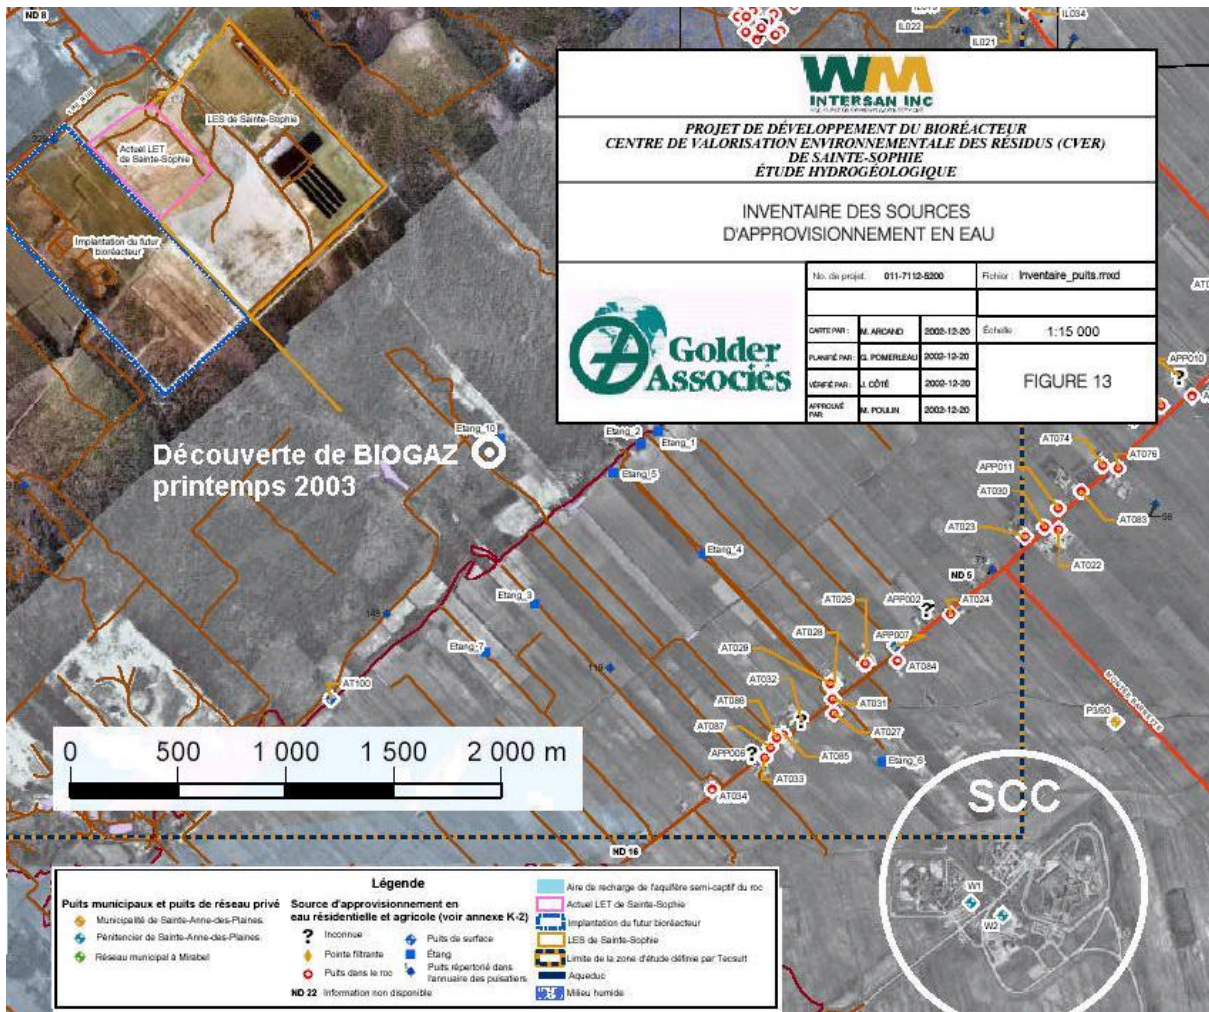 ND 8
IL022
IL021
IL034
LES de Sainte-Sophie
Actuel LET
de Sainte-Sophie
Implantation du futur
bioréacteur
WM
INTERSAN INC
PROJET DE DÉVELOPPEMENT DU BIORÉACTEUR
CENTRE DE VALORISATION ENVIRONNEMENTALE DES RÉSIDUS (CVER)
DE SAINTE-SOPHIE
ÉTUDE HYDROGÉOLOGIQUE
INVENTAIRE DES SOURCES
D'APPROVISIONNEMENT EN EAU
No. de projet: 011-7112-5200 Fichier : Inventaire_puits.mxd
CARTE PAR : M. ARCAND 2002-12-20 Échelle : 1:15 000
PLANIFIÉ PAR: G. POMERLEAU 2002-12-20
VÉRIFIÉ PAR: J. CÔTÉ 2002-12-20
APPROUVÉ PAR: M. POULIN 2002-12-20
FIGURE 13
Golder
Associés
APP010
?
Découverte de BIOGAZ
printemps 2003
Etang_10
Etang_2
Etang_1
Etang_5
Etang_4
Etang_3
Etang_7
AT074
AT076
APP011
AT030
AT083
AT023
AT022
73
ND 5
AT026
APP002
?
AT024
AT028
APP007
AT029
AT084
AT032
?
AT031
AT086
AT027
AT087
AT085
APP006
?
AT033
AT034
Etang_6
AT100
P3/90
0 500 1 000 1 500 2 000 m
SCC
W1
W2
ND 16
Légende
Puits municipaux et puits de réseau privé
Municipalité de Sainte-Anne-des-Plaines
Pénitencier de Sainte-Anne-des-Plaines
Réseau municipal à Mirabel
Source d'approvisionnement en
eau résidentielle et agricole (voir annexe K-2)
? Inconnue
Pointe filtrante
Puits dans le roc
ND 22 Information non disponible
Puits de surface
Étang
Puits répertorié dans
l'annuaire des puisatiers
Aire de recharge de l'aquifère semi-captif du roc
Actuel LET de Sainte-Sophie
Implantation du futur bioréacteur
LES de Sainte-Sophie
Limite de la zone d'étude définie par Tecsult
Aqueduc
Milieu humide